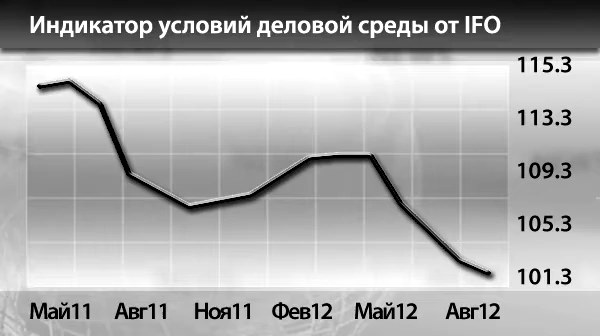 Индикатор условий деловой среды от IFO
115.3
113.3
109.3
105.3
101.3
Май11 Авг11 Ноя11 Фев12 Май12 Авг12